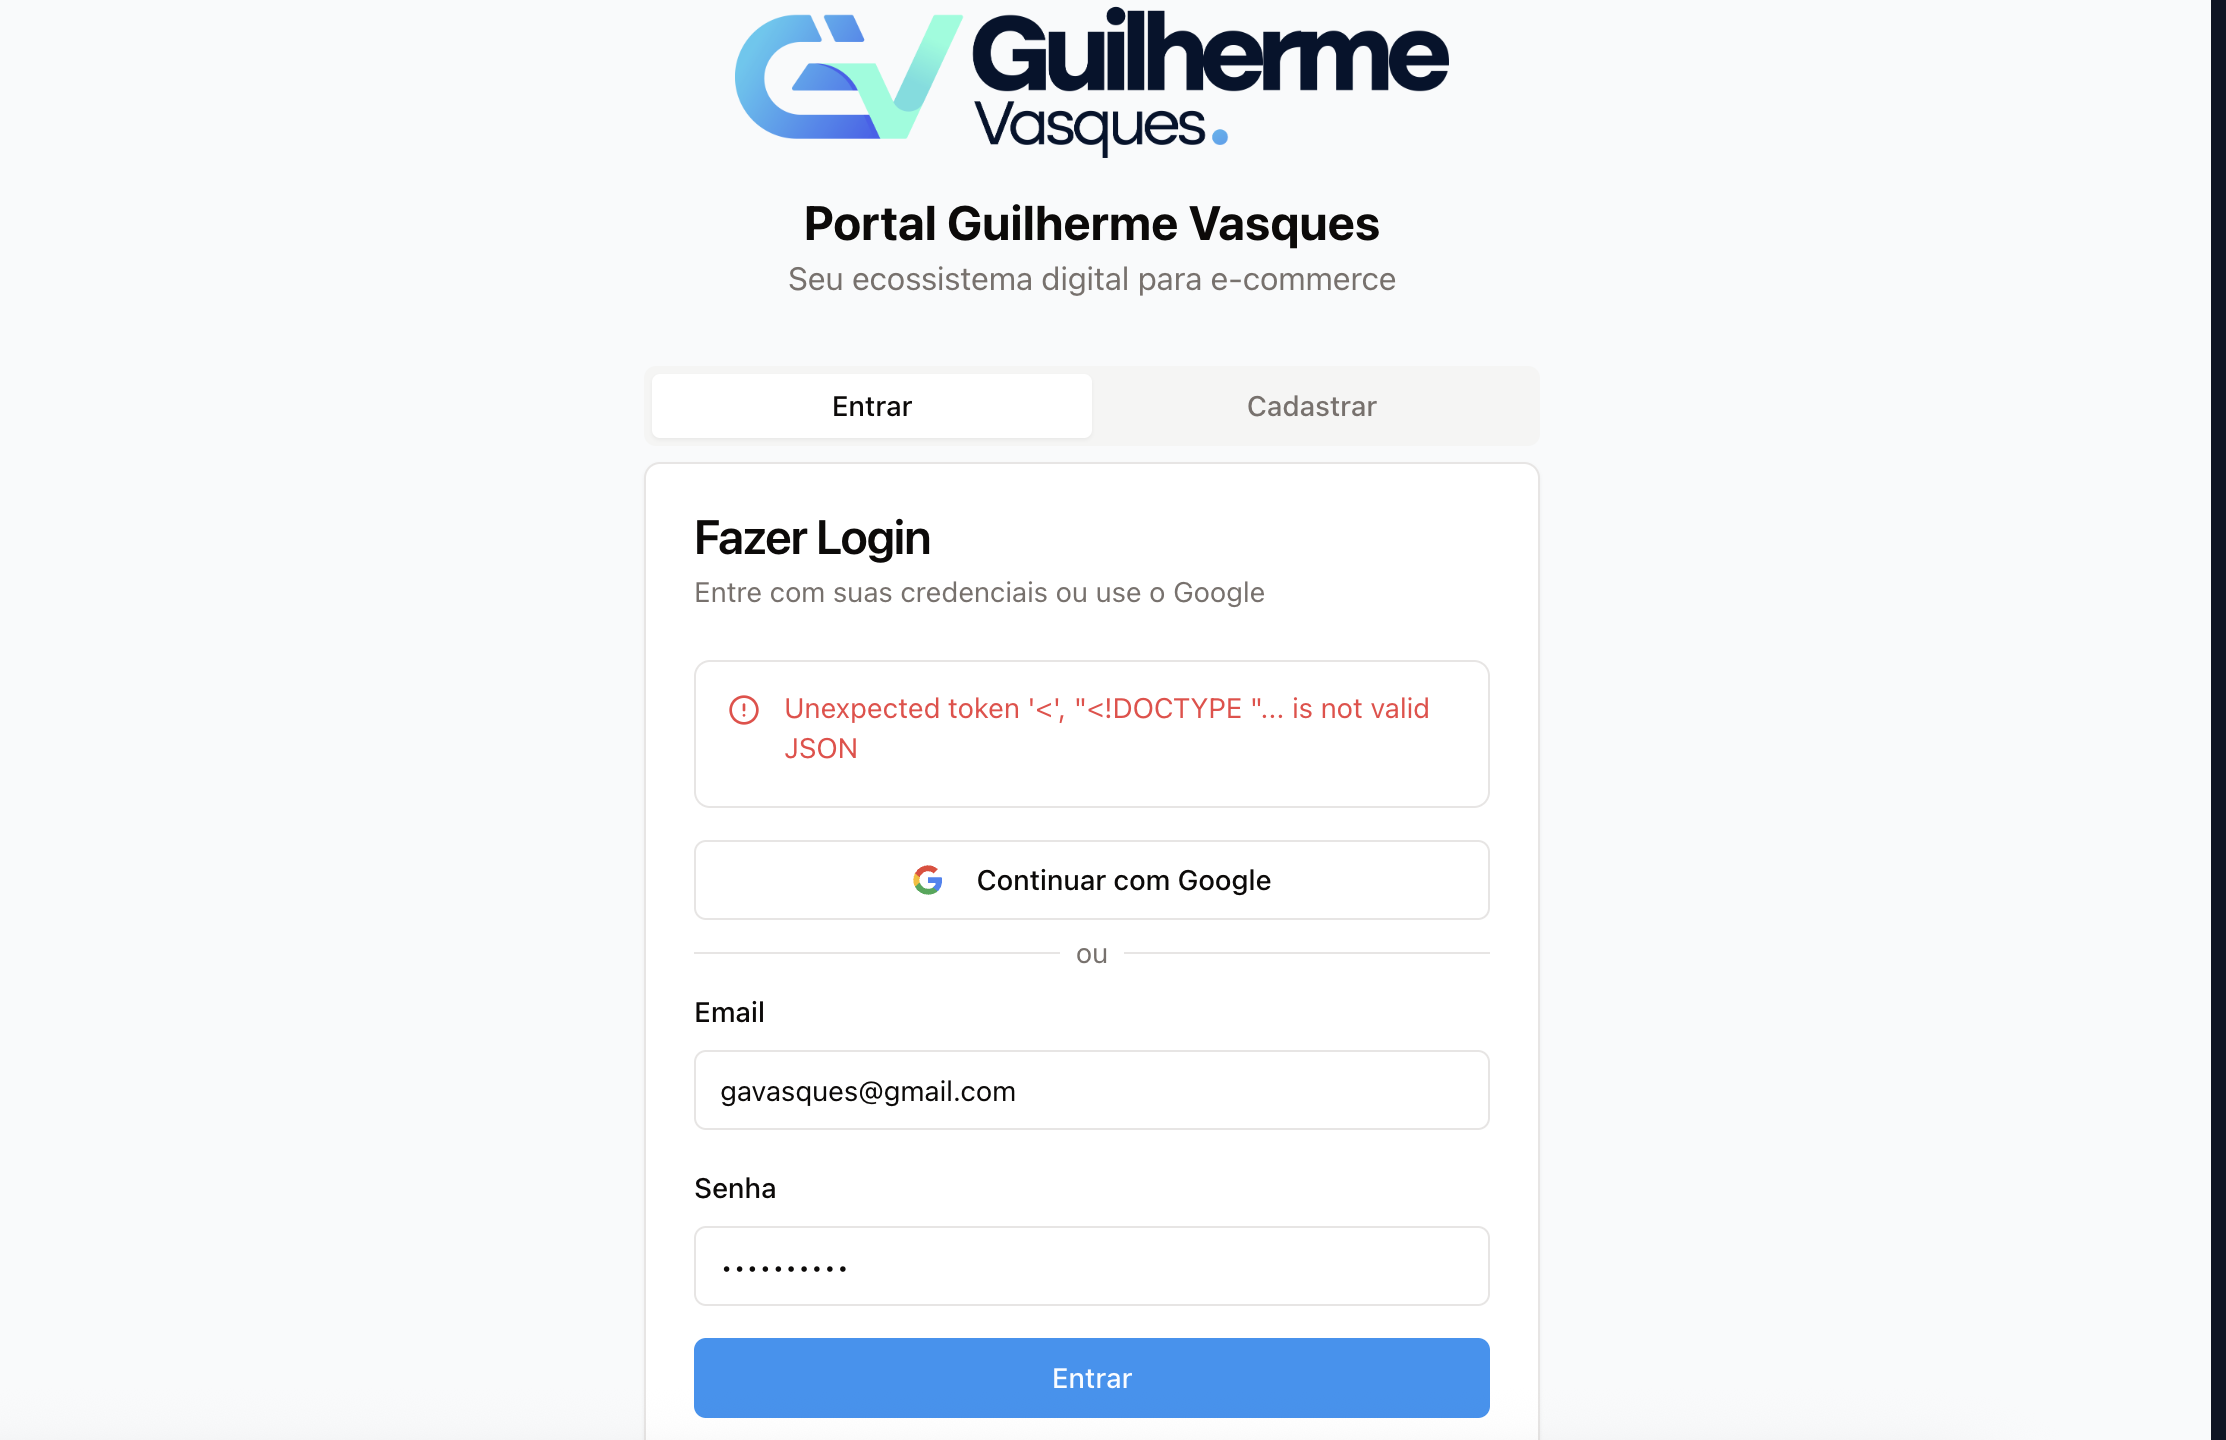 Guilherme
Vasques.
Portal Guilherme Vasques
Seu ecossistema digital para e-commerce
Entrar
Cadastrar
Fazer Login
Entre com suas credenciais ou use o Google
Unexpected token '<', "<!DOCTYPE "... is not valid
JSON
Continuar com Google
ou
Email
gavasques@gmail.com
Senha
••••••••••
Entrar